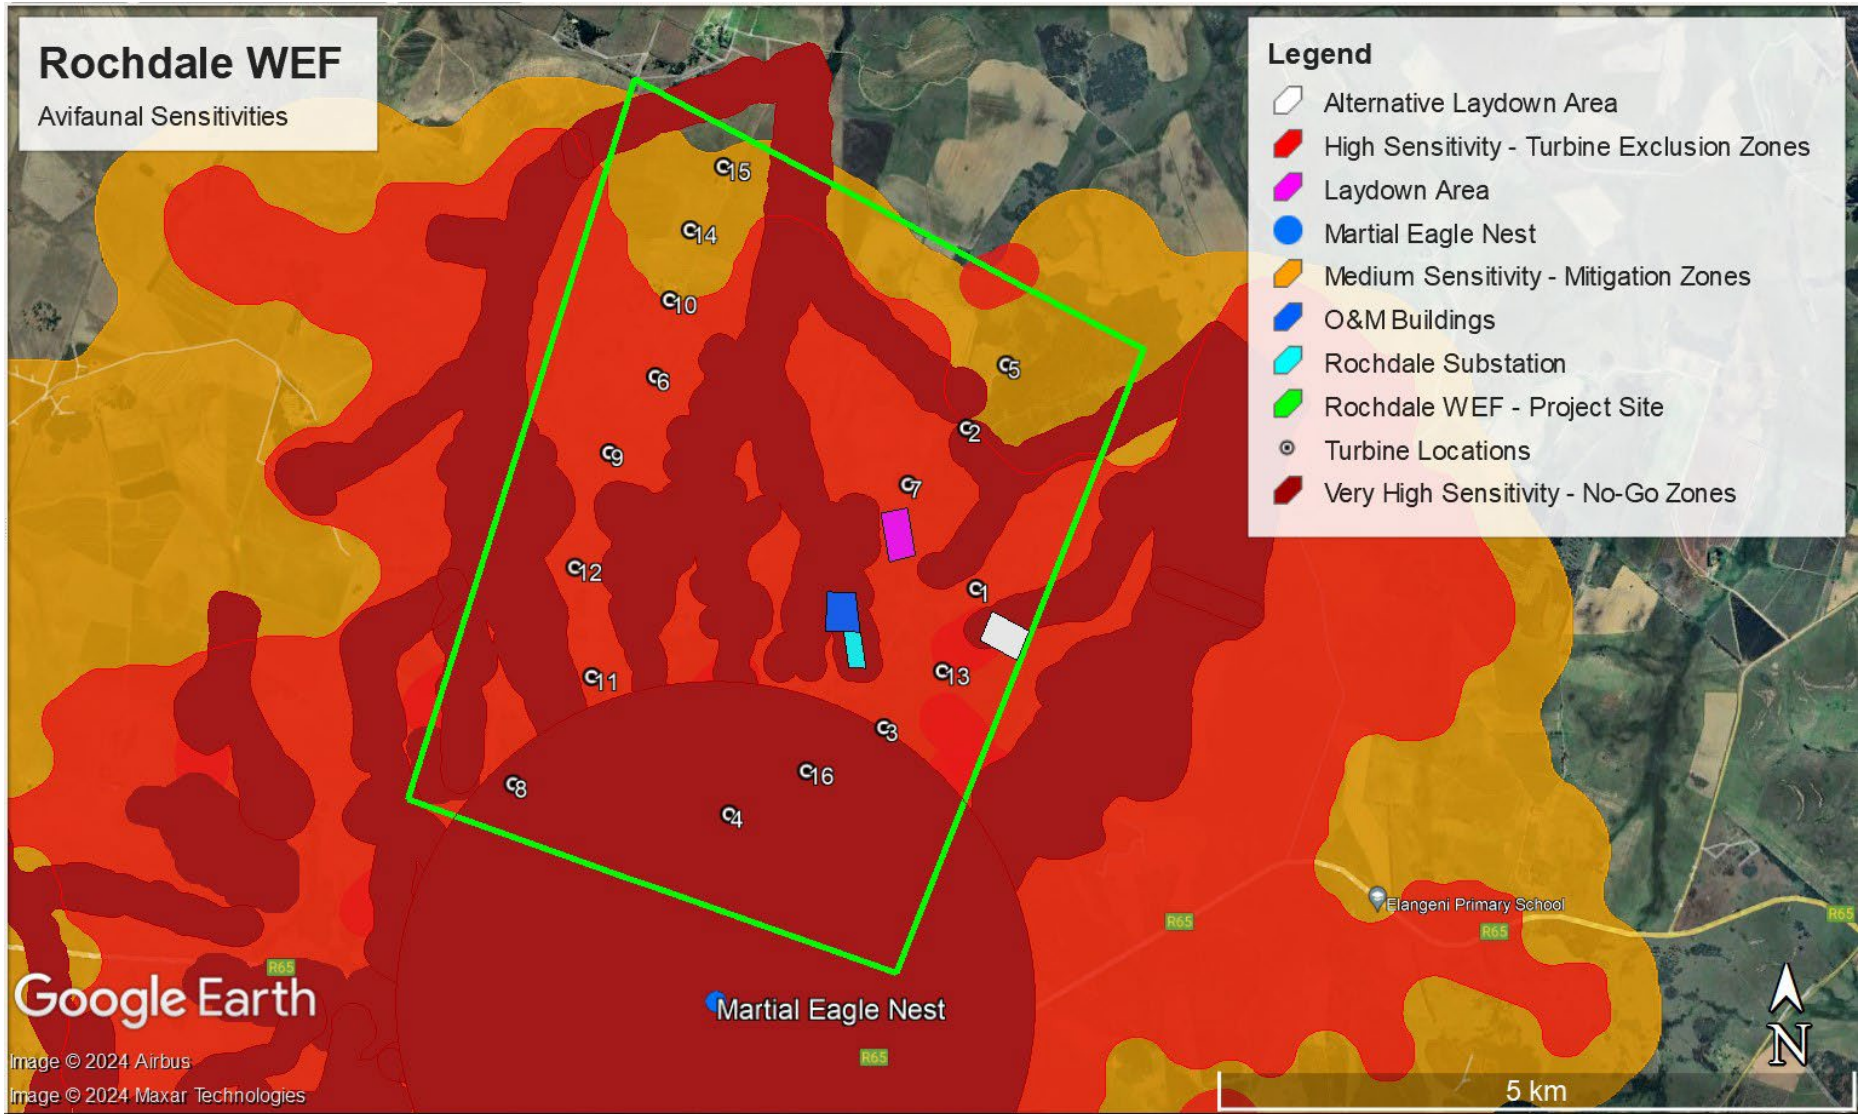 Rochdale WEF
Avifaunal Sensitivities
Legend
Alternative Laydown Area
High Sensitivity - Turbine Exclusion Zones
Laydown Area
Martial Eagle Nest
Medium Sensitivity - Mitigation Zones
O&M Buildings
Rochdale Substation
Rochdale WEF - Project Site
Turbine Locations
Very High Sensitivity - No-Go Zones
15
14
10
5
6
2
9
7
12
1
13
11
3
16
8
4
Elangeni Primary School
R65
R65
R65
R65
Martial Eagle Nest
R65
Google Earth
Image © 2024 Airbus
Image © 2024 Maxar Technologies
N
5 km